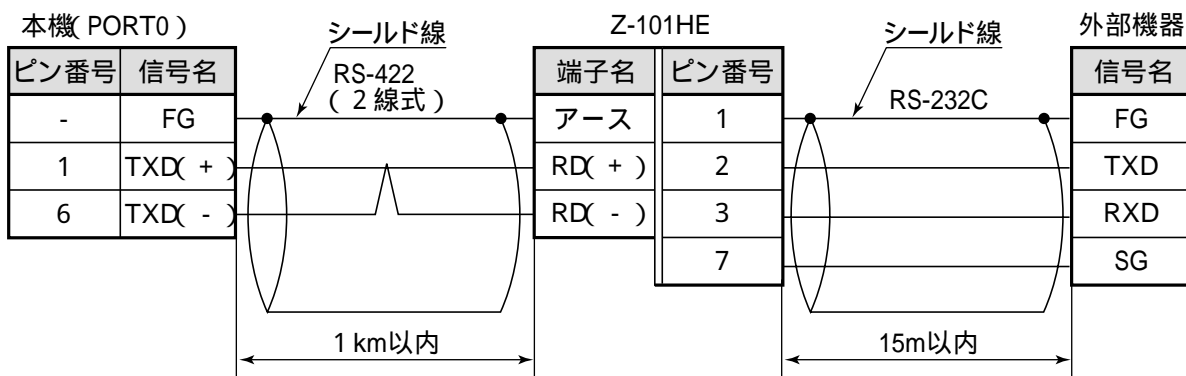 本機(PORT0)
シールド線
Z-101HE
シールド線
外部機器
ピン番号 信号名
RS-422
(2線式)
端子名 ピン番号
RS-232C
信号名
- FG
アース 1
FG
1 TXD(+)
RD(+) 2
TXD
6 TXD(-)
RD(-) 3
RXD
7
SG
1km以内
15m以内